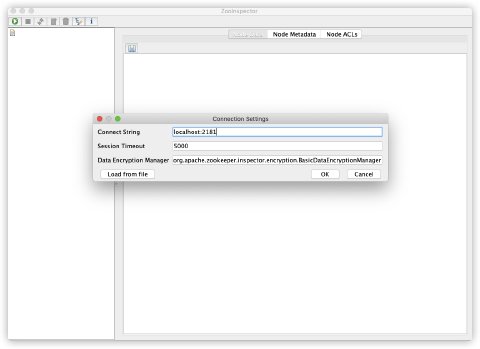 ZooInspector
Node Metadata
Node ACLs
Connection Settings
Connect String
localhost:2181
Session Timeout
5000
Data Encryption Manager
org.apache.zookeeper.inspector.encryption.BasicDataEncryptionManager
Load from file
OK
Cancel